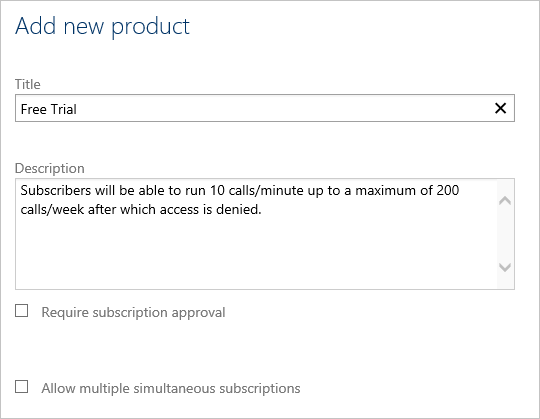 Add new product
Title
Free Trial
Description
Subscribers will be able to run 10 calls/minute up to a maximum of 200
calls/week after which access is denied.
Require subscription approval
Allow multiple simultaneous subscriptions